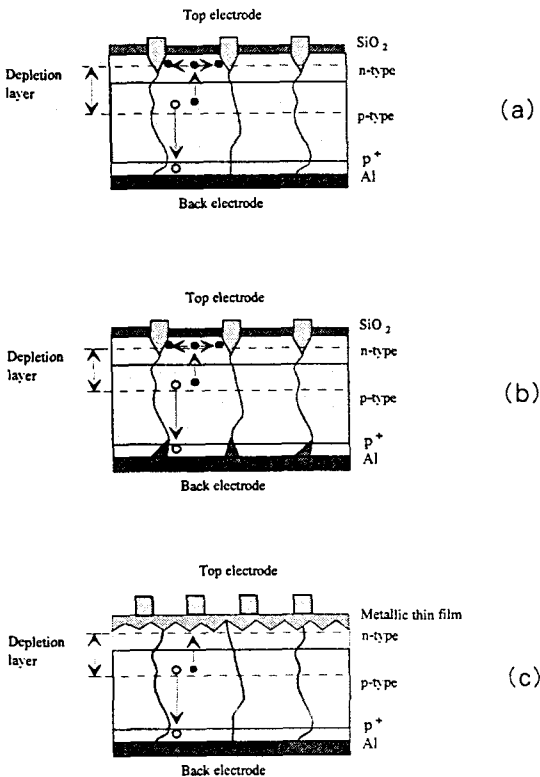 Top electrode
SiO2
n-type
Depletion
layer
p-type
(a)
p+
Al
Back electrode
Top electrode
SiO2
n-type
Depletion
layer
p-type
(b)
p+
Al
Back electrode
Top electrode
Metallic thin film
n-type
Depletion
layer
p-type
(c)
p+
Al
Back electrode